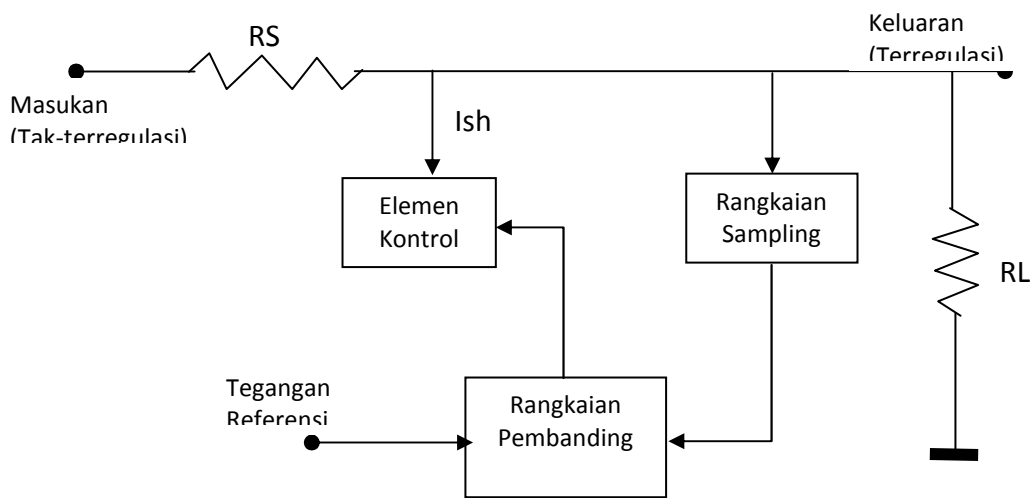 RS
Keluaran
(Terregulasi)
Masukan
(Tak-terregulasi)
Ish
Elemen
Kontrol
Rangkaian
Sampling
RL
Tegangan
Referensi
Rangkaian
Pembanding